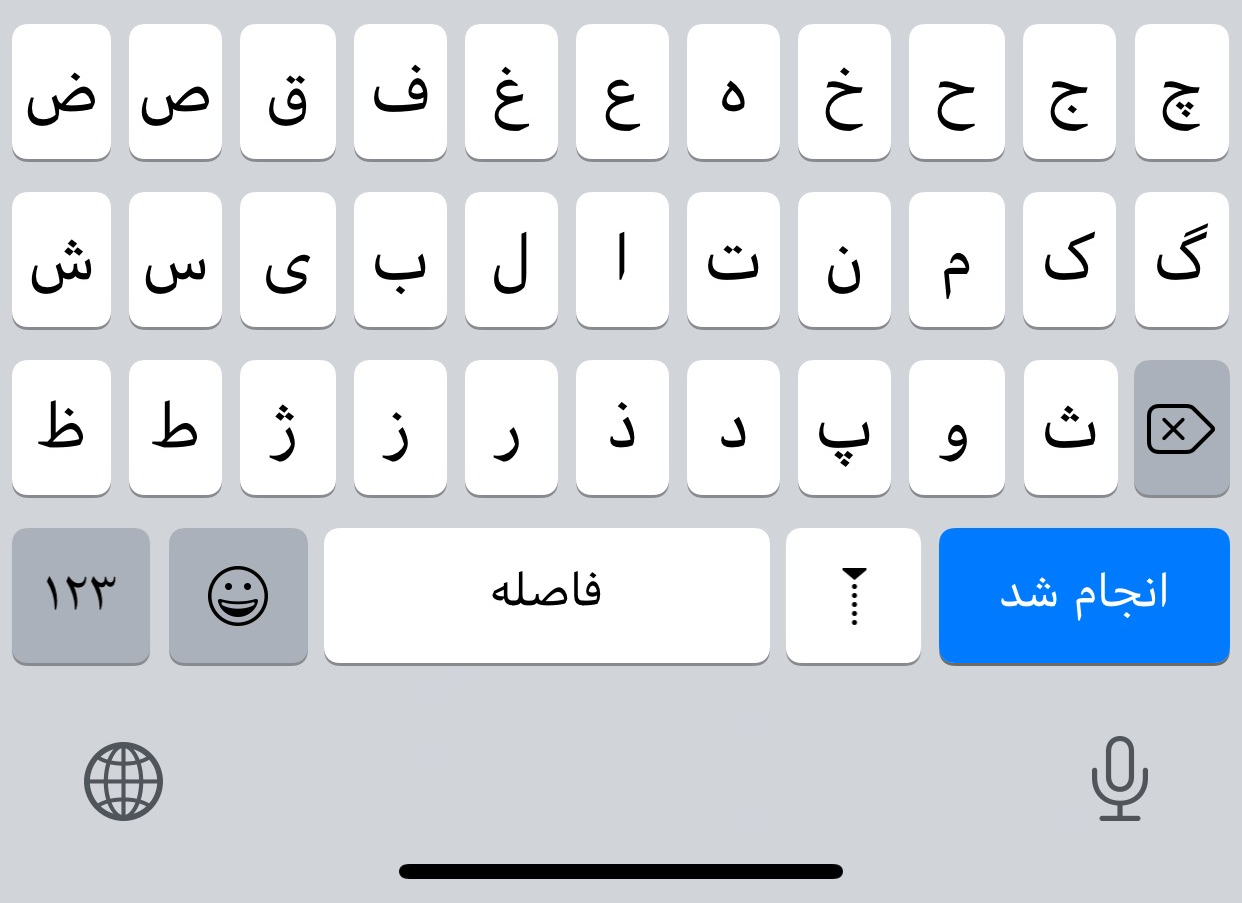 ض ص ق ف غ ع ه خ ح ج چ
ش س ی ب ل ا ت ن م ک گ
ظ ط ژ ز ر ذ د پ و ث
۱۲۳ فاصله انجام شد